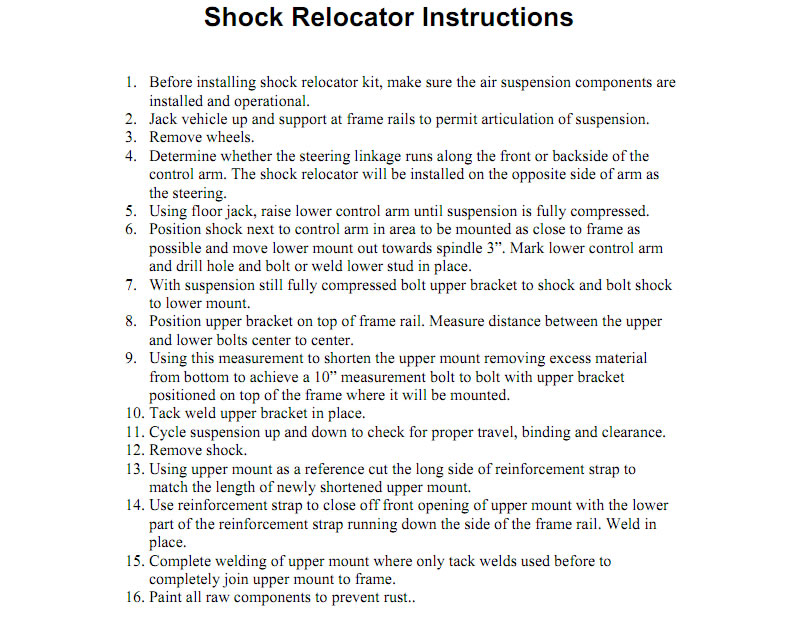 Shock Relocator Instructions
1. Before installing shock relocator kit, make sure the air suspension components are
installed and operational.
2. Jack vehicle up and support at frame rails to permit articulation of suspension.
3. Remove wheels.
4. Determine whether the steering linkage runs along the front or backside of the
control arm. The shock relocator will be installed on the opposite side of arm as
the steering.
5. Using floor jack, raise lower control arm until suspension is fully compressed.
6. Position shock next to control arm in area to be mounted as close to frame as
possible and move lower mount out towards spindle 3”. Mark lower control arm
and drill hole and bolt or weld lower stud in place.
7. With suspension still fully compressed bolt upper bracket to shock and bolt shock
to lower mount.
8. Position upper bracket on top of frame rail. Measure distance between the upper
and lower bolts center to center.
9. Using this measurement to shorten the upper mount removing excess material
from bottom to achieve a 10” measurement bolt to bolt with upper bracket
positioned on top of the frame where it will be mounted.
10. Tack weld upper bracket in place.
11. Cycle suspension up and down to check for proper travel, binding and clearance.
12. Remove shock.
13. Using upper mount as a reference cut the long side of reinforcement strap to
match the length of newly shortened upper mount.
14. Use reinforcement strap to close off front opening of upper mount with the lower
part of the reinforcement strap running down the side of the frame rail. Weld in
place.
15. Complete welding of upper mount where only tack welds used before to
completely join upper mount to frame.
16. Paint all raw components to prevent rust..